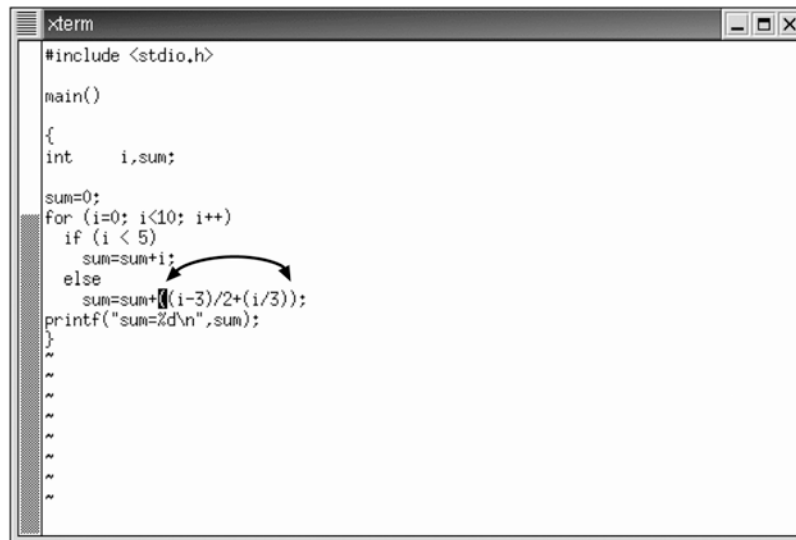 xterm
#include <stdio.h>
main()
{
int     i,sum;
sum=0;
for (i=0; i<10; i++)
  if (i < 5)
    sum=sum+i;
  else
    sum=sum+((i-3)/2+(i/3));
printf("sum=%d\n",sum);
}
~
~
~
~
~
~
~
~